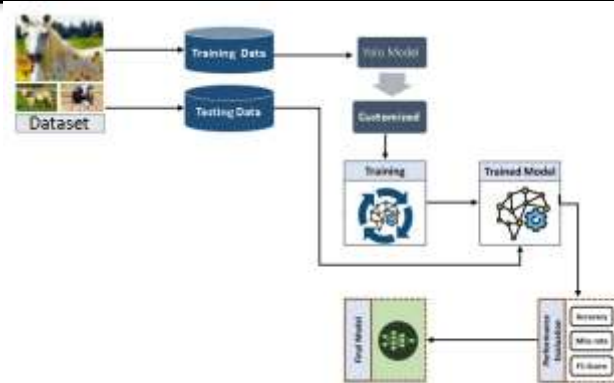 Training Data
Yolo Model
Testing Data
Customized
Dataset
Training
Trained Model
Final Model
Performance
Evaluation
Accuracy
Miss rate
F1-Score